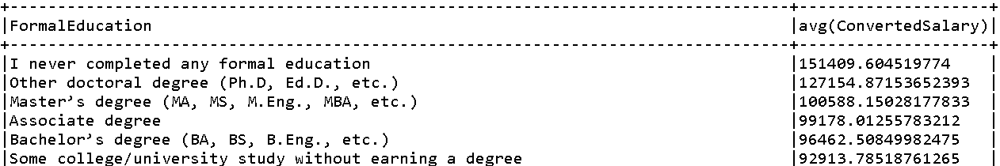 +----------------------------------------------------------------------------------+---------------------+
|FormalEducation |avg(ConvertedSalary)|
+----------------------------------------------------------------------------------+---------------------+
|I never completed any formal education |151409.604519774 |
|Other doctoral degree (Ph.D, Ed.D., etc.) |127154.87153652393 |
|Master’s degree (MA, MS, M.Eng., MBA, etc.) |100588.15028177833 |
|Associate degree |99178.01255783212 |
|Bachelor’s degree (BA, BS, B.Eng., etc.) |96462.50849982475 |
|Some college/university study without earning a degree |92913.78518761265 |